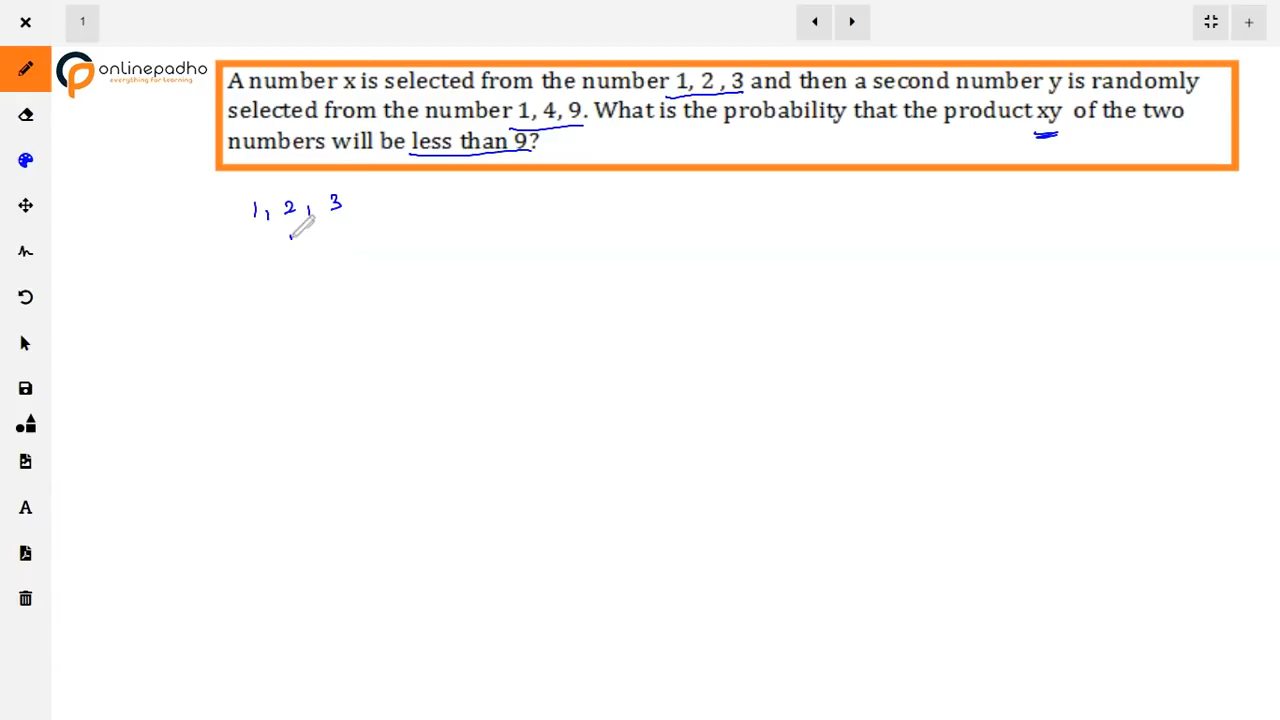 1
onlinepadho
everything for learning
A number x is selected from the number 1, 2 , 3 and then a second number y is randomly
selected from the number 1, 4, 9. What is the probability that the product xy of the two
numbers will be less than 9?
1, 2, 3